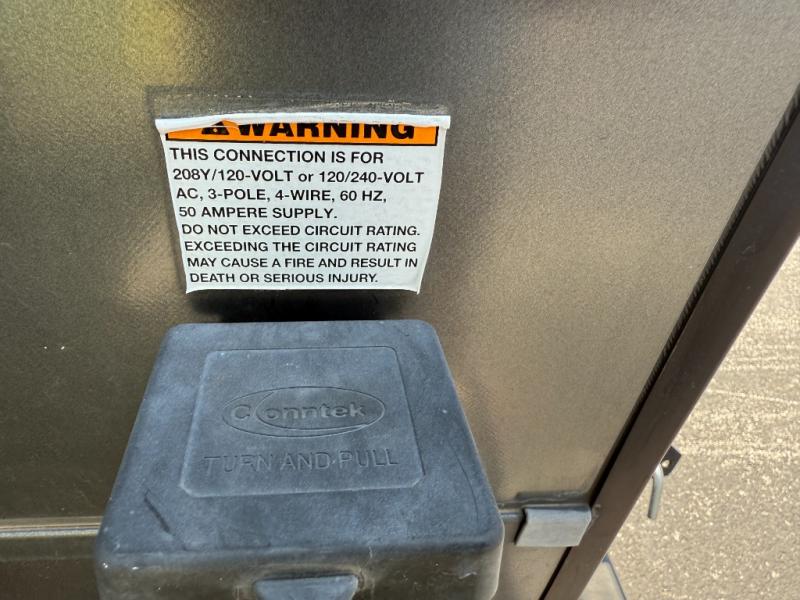 WARNING
THIS CONNECTION IS FOR
208Y/120-VOLT or 120/240-VOLT
AC, 3-POLE, 4-WIRE, 60 HZ,
50 AMPERE SUPPLY.
DO NOT EXCEED CIRCUIT RATING.
EXCEEDING THE CIRCUIT RATING
MAY CAUSE A FIRE AND RESULT IN
DEATH OR SERIOUS INJURY.
Conntek
TURN AND PULL